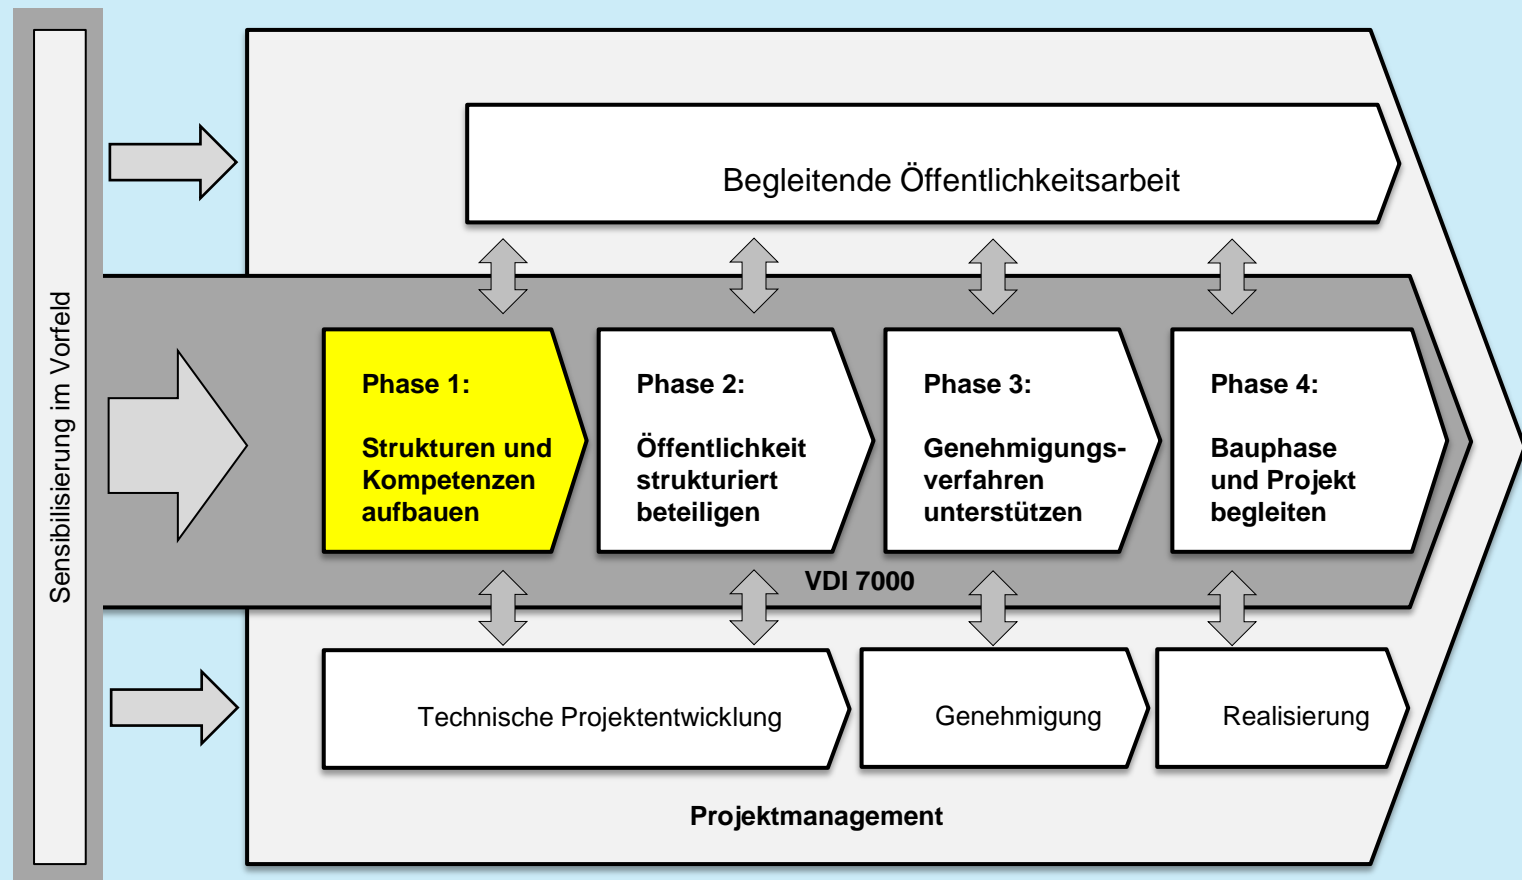 Sensibilisierung im Vorfeld
Begleitende Öffentlichkeitsarbeit
Phase 1:
Strukturen und
Kompetenzen
aufbauen
Phase 2:
Öffentlichkeit
strukturiert
beteiligen
Phase 3:
Genehmigungs-
verfahren
unterstützen
Phase 4:
Bauphase
und Projekt
begleiten
VDI 7000
Technische Projektentwicklung
Genehmigung
Realisierung
Projektmanagement